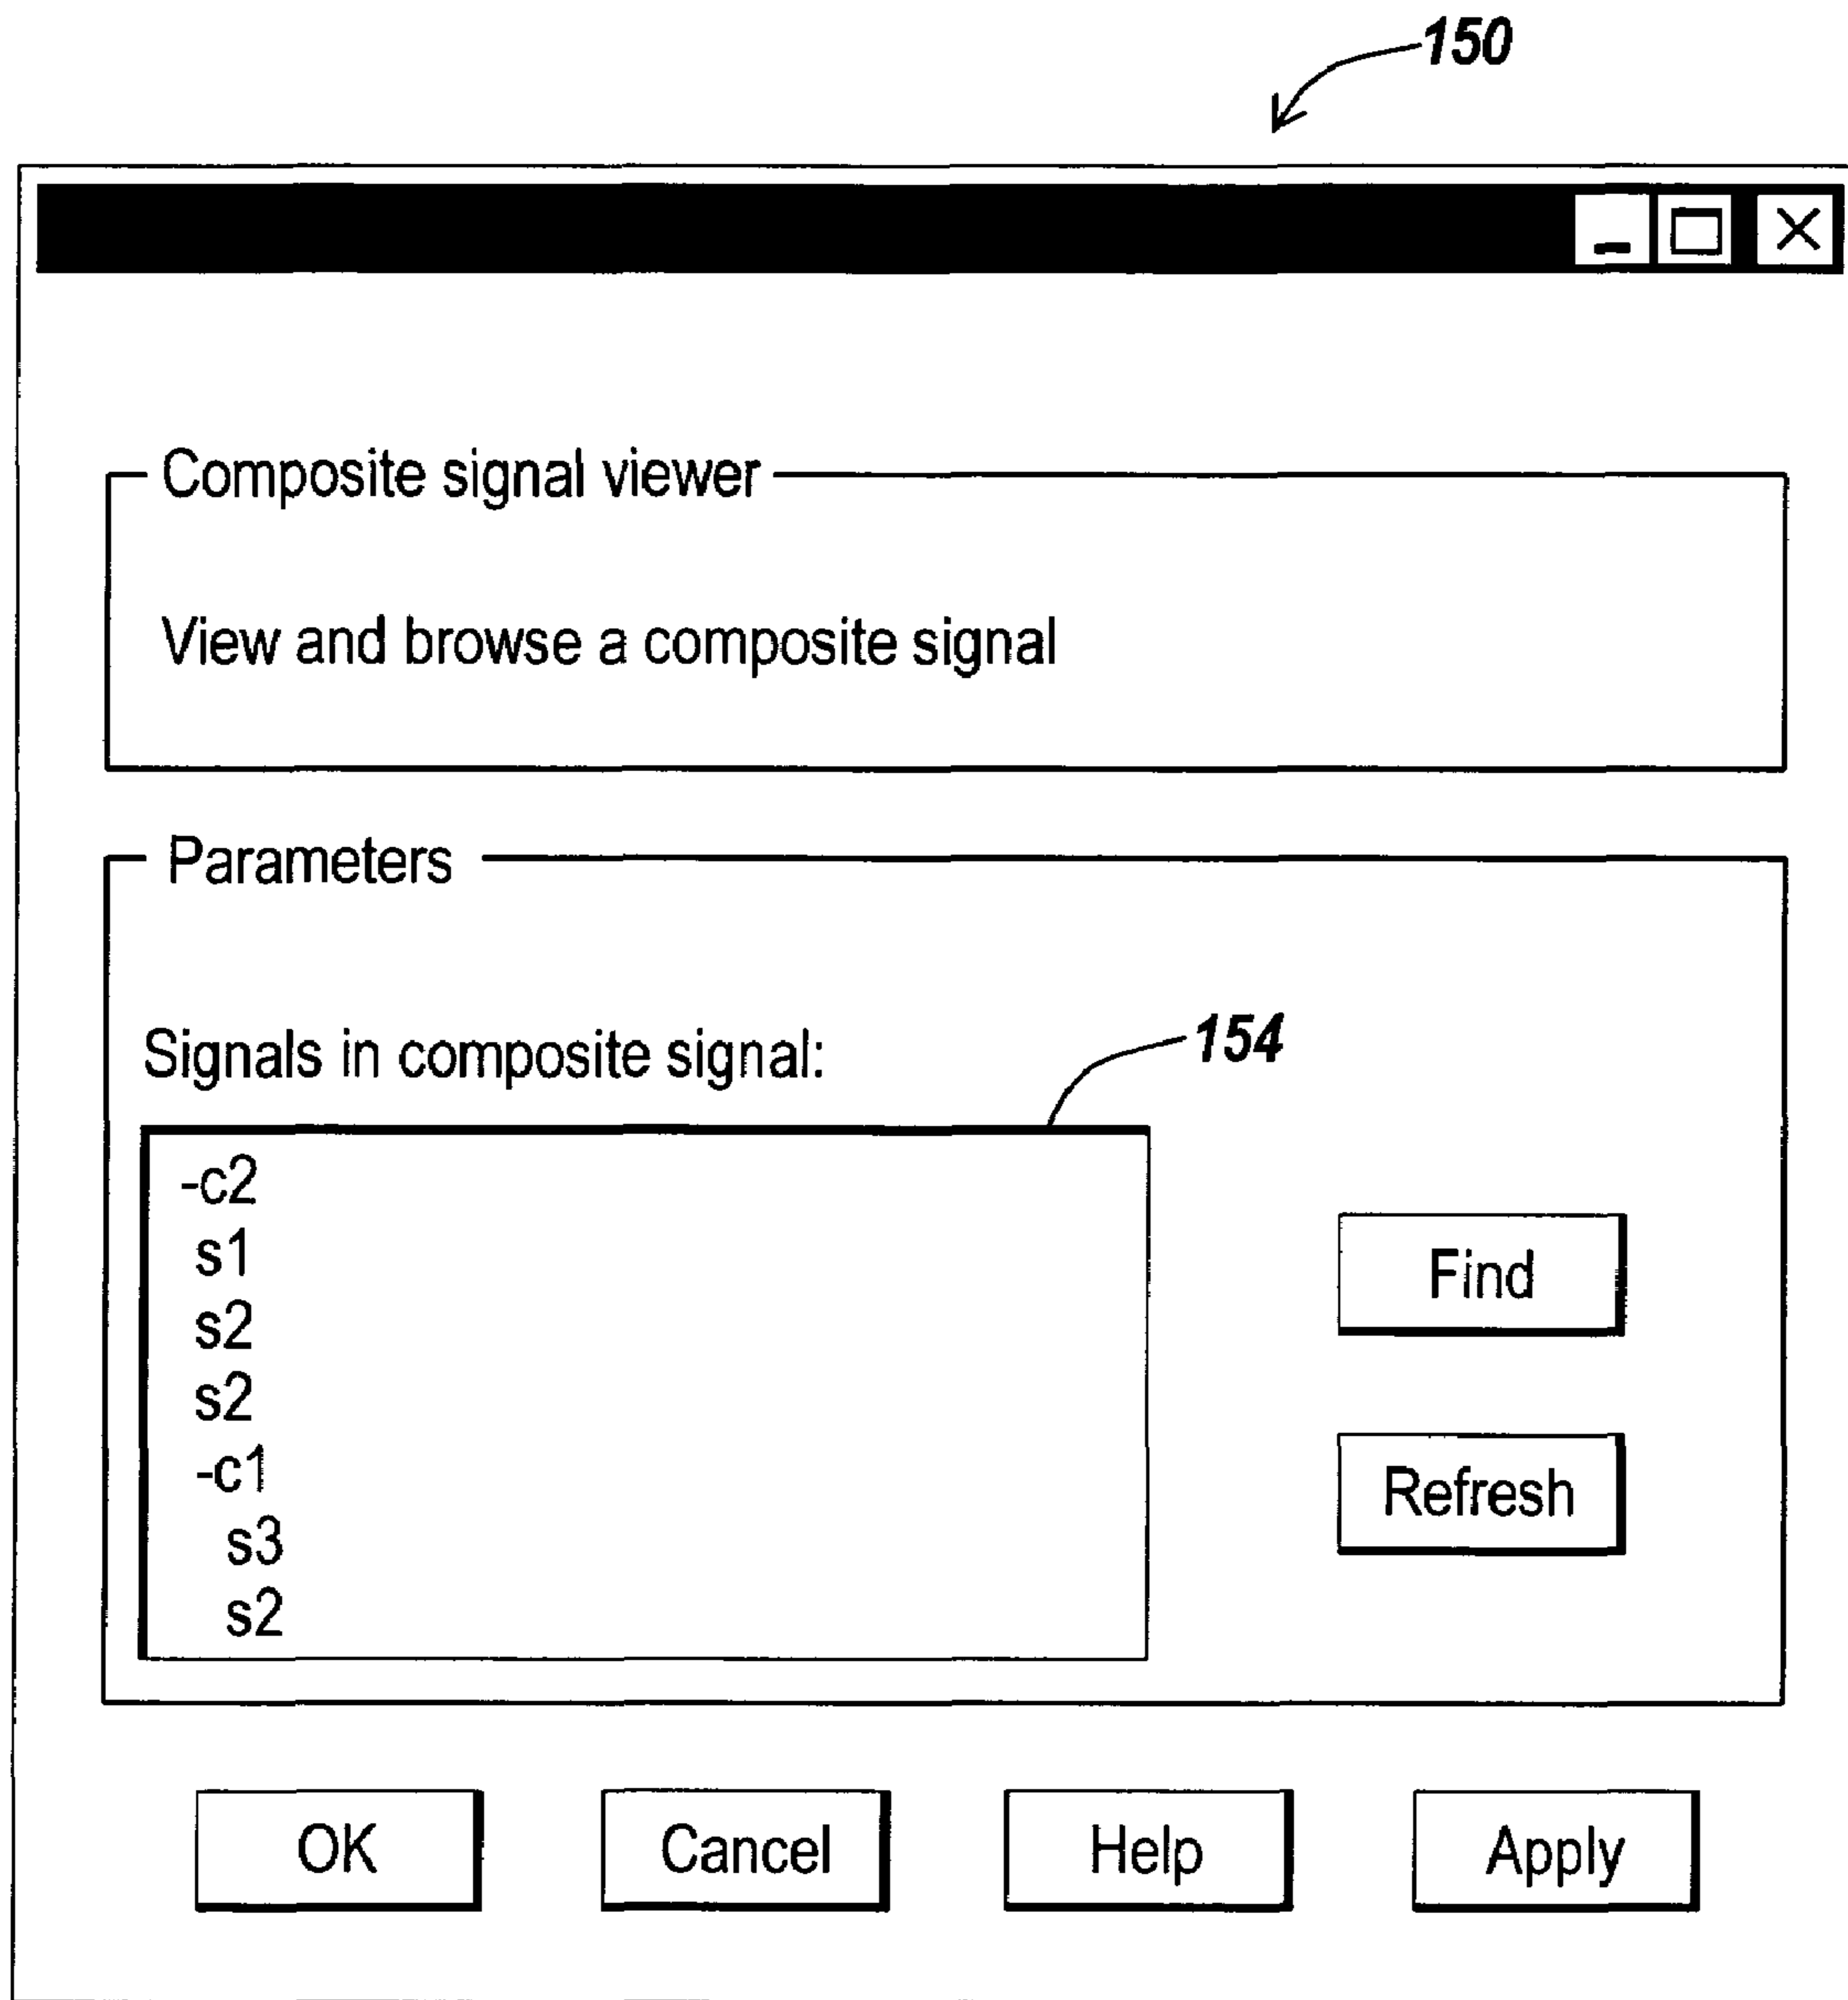 150
Composite signal viewer
View and browse a composite signal
Parameters
Signals in composite signal:
154
-c2
s1
s2
s2
-c1
s3
s2
Find
Refresh
OK
Cancel
Help
Apply